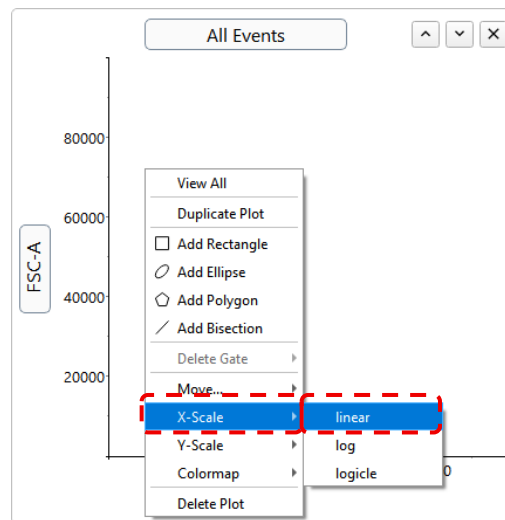 All Events
80000
60000
40000
20000
FSC-A
View All
Duplicate Plot
Add Rectangle
Add Ellipse
Add Polygon
Add Bisection
Delete Gate
Move...
X-Scale
linear
Y-Scale
log
Colormap
logicle
0
Delete Plot